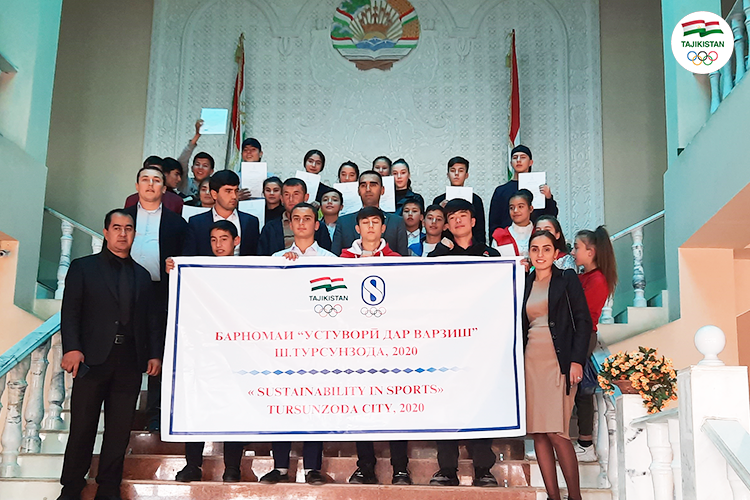 TAJIKISTAN
TAJIKISTAN
БАРНОМАИ “УСТУВОРӢ ДАР ВАРЗИШ”
Ш.ТУРСУНЗОДА, 2020
« SUSTAINABILITY IN SPORTS»
TURSUNZODA CITY, 2020